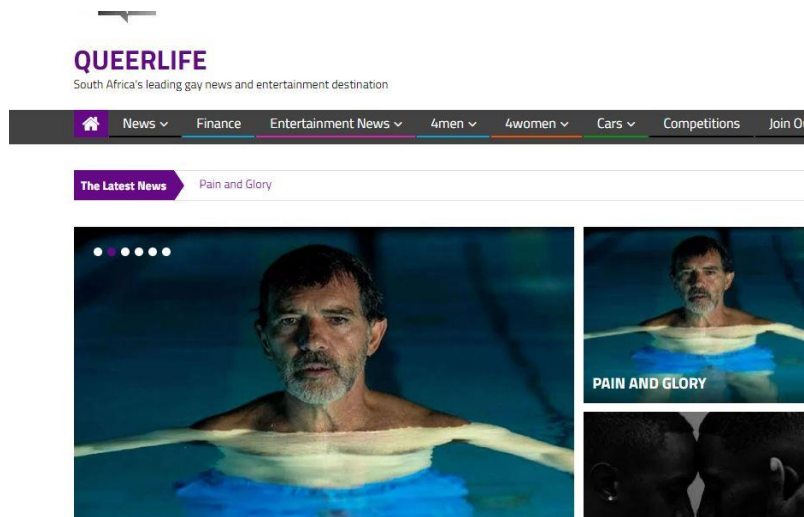 QUEERLIFE
South Africa's leading gay news and entertainment destination
News Finance Entertainment News 4men 4women Cars Competitions Join O
The Latest News Pain and Glory
PAIN AND GLORY